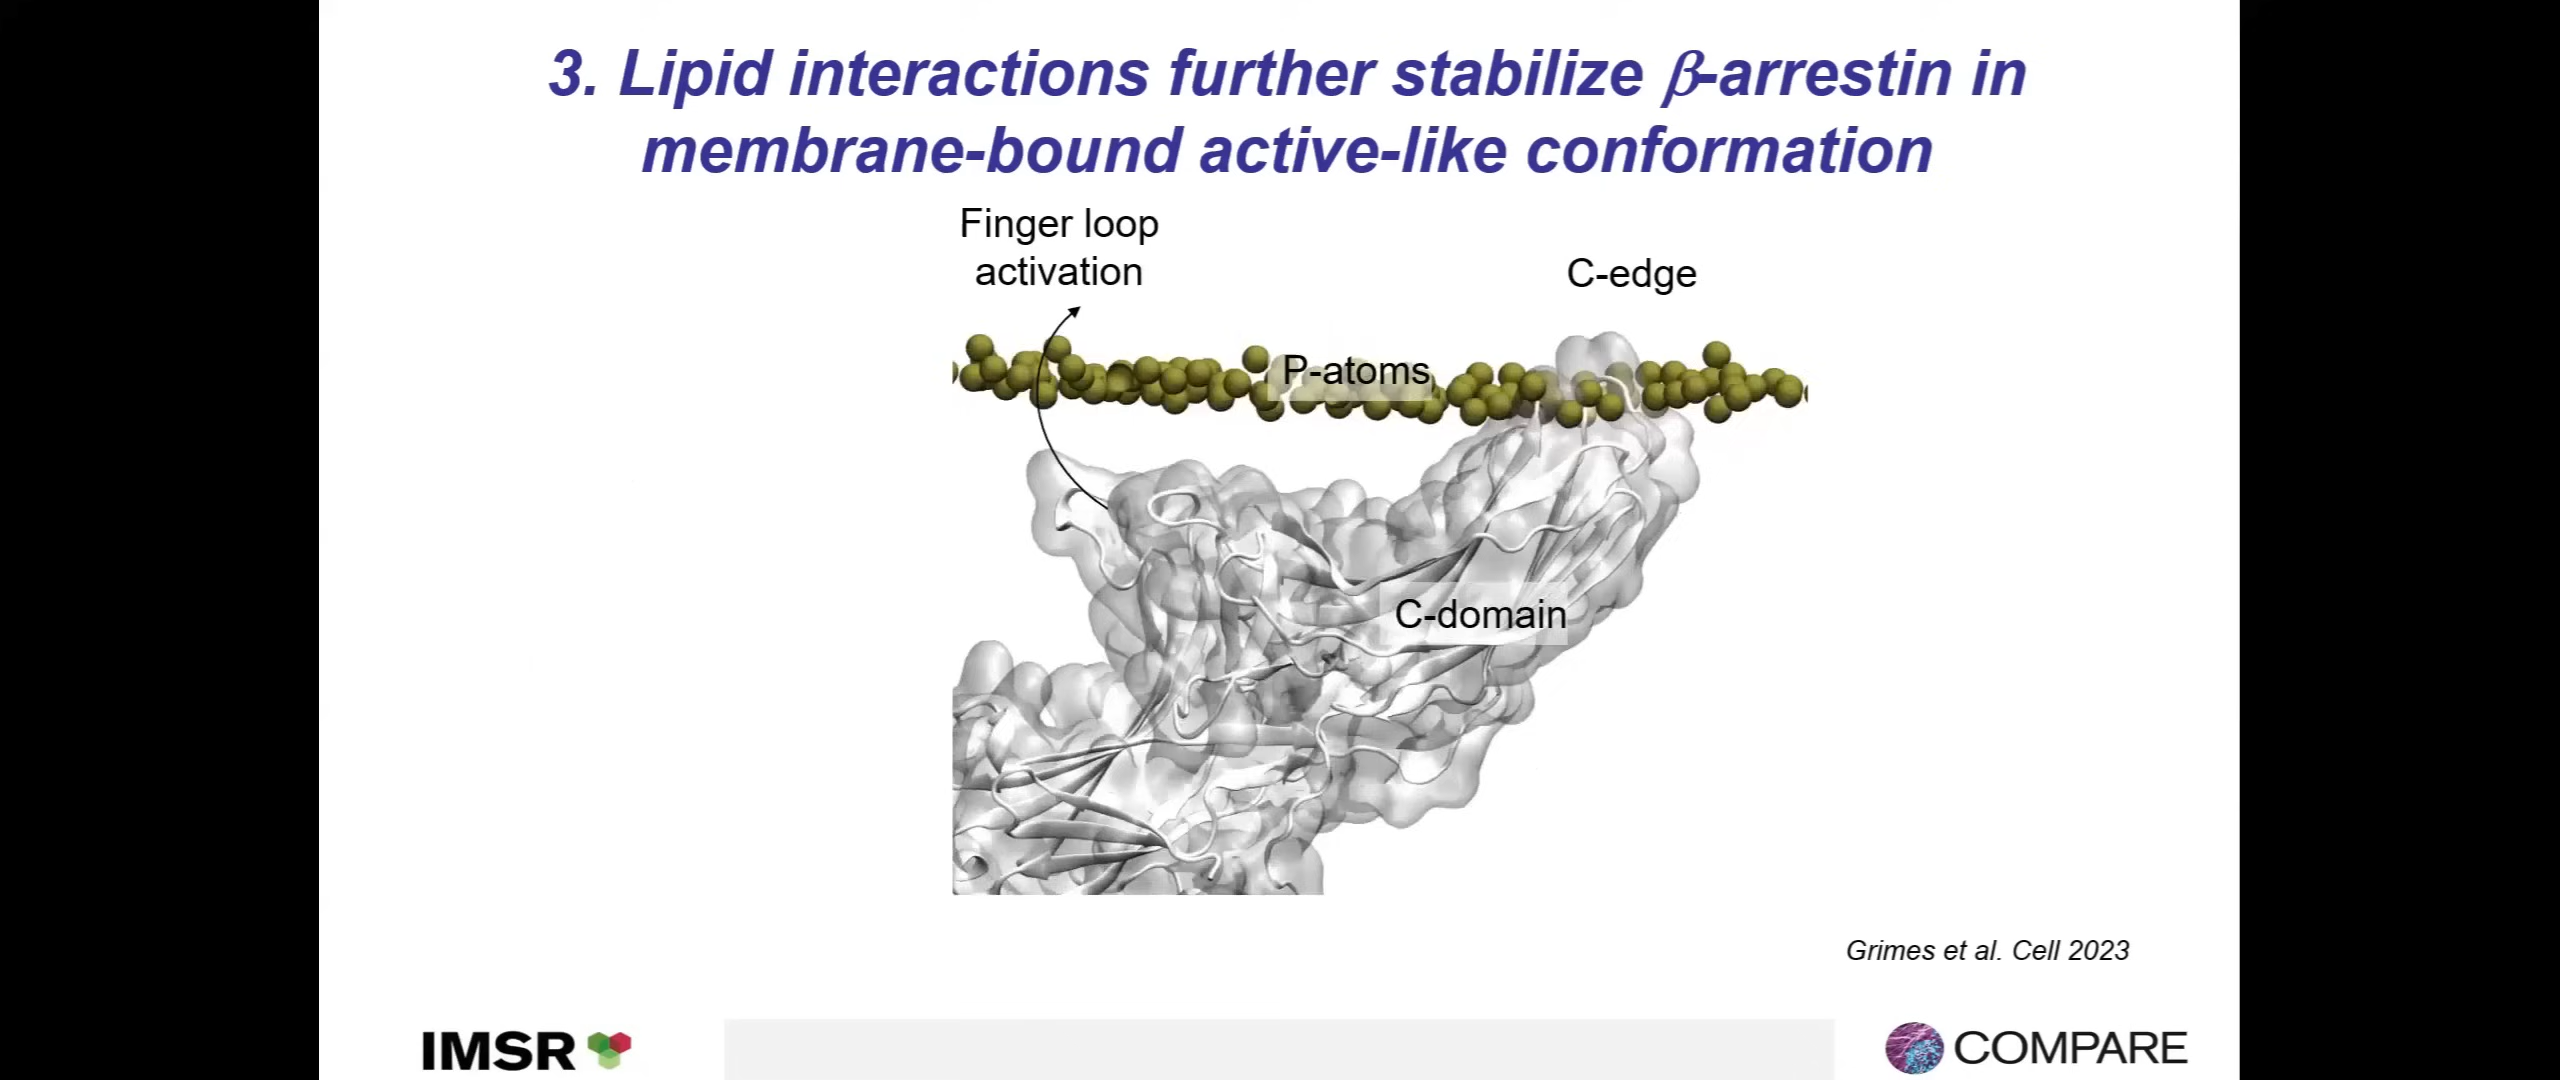 3. Lipid interactions further stabilize β-arrestin in
membrane-bound active-like conformation
Finger loop
activation
C-edge
P-atoms
C-domain
Grimes et al. Cell 2023
IMSR
COMPARE